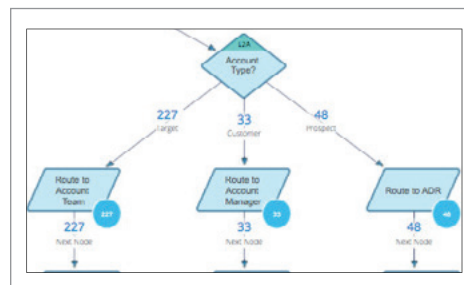 L2A
Account
Type?
227
Target
33
Customer
48
Prospect
Route to
Account
Team
227
Route to
Account
Manager
33
Route to ADR
48
227
Next Node
33
Next Node
48
Next Node